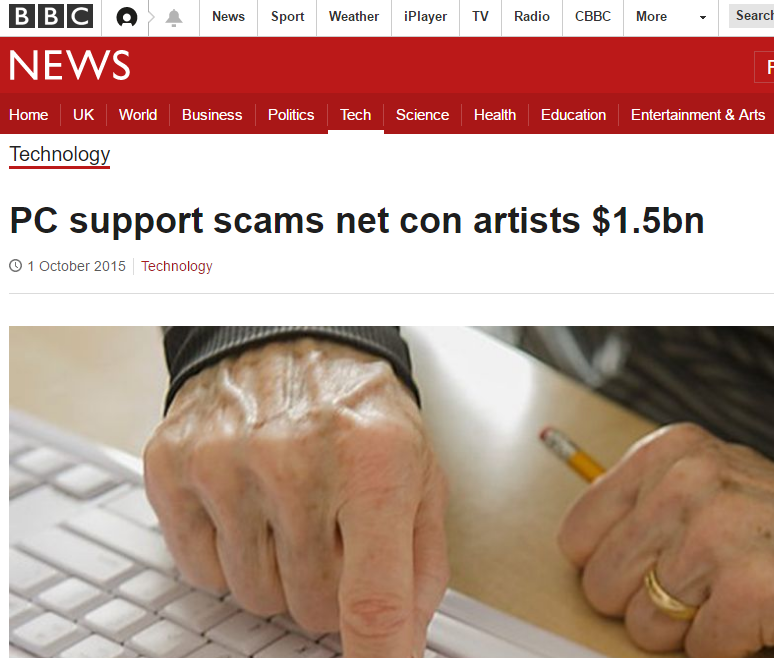 BBC News Sport Weather iPlayer TV Radio CBBC More Search
NEWS
Home UK World Business Politics Tech Science Health Education Entertainment & Arts
Technology
PC support scams net con artists $1.5bn
1 October 2015 Technology